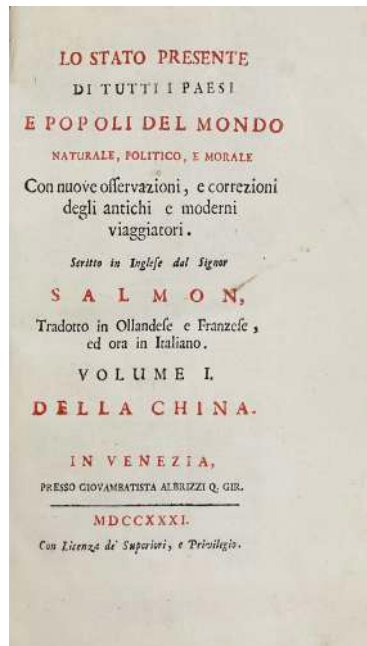 LO STATO PRESENTE
DI TUTTI I PAESI
E POPOLI DEL MONDO
NATURALE, POLITICO, E MORALE
Con nuove oſſervazioni, e correzioni
degli antichi e moderni
viaggiatori.
Scritto in Ingleſe dal Signor
SALMON,
Tradotto in Ollandeſe e Franzeſe,
ed ora in Italiano.
VOLUME I.
DELLA CHINA.
IN VENEZIA,
PRESSO GIOVAMBATISTA ALBRIZZI Q. GIR.
MDCCXXXI.
Con Licenza de' Superiori, e Privilegio.